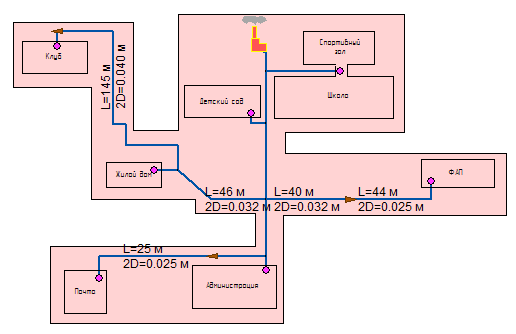 Спортивный
зал
Клуб
L=145 м
2D=0.040 м
Детский сад
Школа
Жилой дом
ФАП
L=46 м
2D=0.032 м
L=40 м
2D=0.032 м
L=44 м
2D=0.025 м
L=25 м
2D=0.025 м
Почта
Администрация